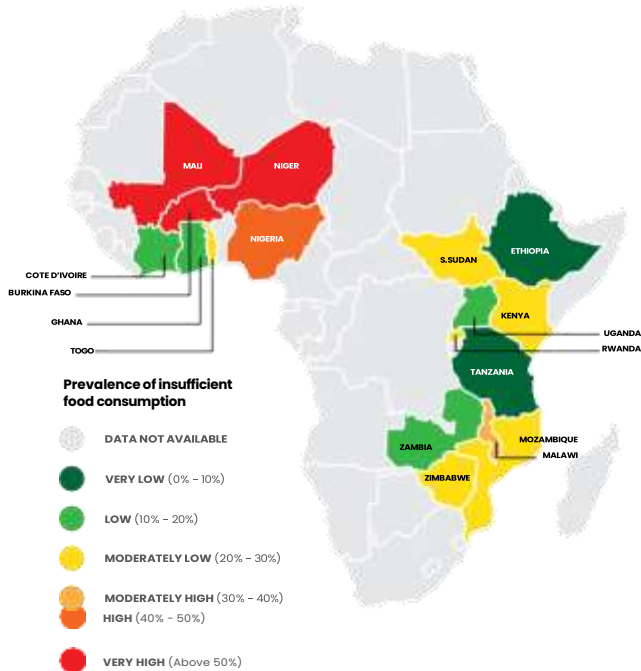 MALI
NIGER
NIGERIA
ETHIOPIA
S.SUDAN
COTE D'IVOIRE
BURKINA FASO
GHANA
TOGO
KENYA
UGANDA
RWANDA
TANZANIA
ZAMBIA
MOZAMBIQUE
MALAWI
ZIMBABWE
Prevalence of insufficient
food consumption
DATA NOT AVAILABLE
VERY LOW (0% - 10%)
LOW (10% - 20%)
MODERATELY LOW (20% - 30%)
MODERATELY HIGH (30% - 40%)
HIGH (40% - 50%)
VERY HIGH (Above 50%)